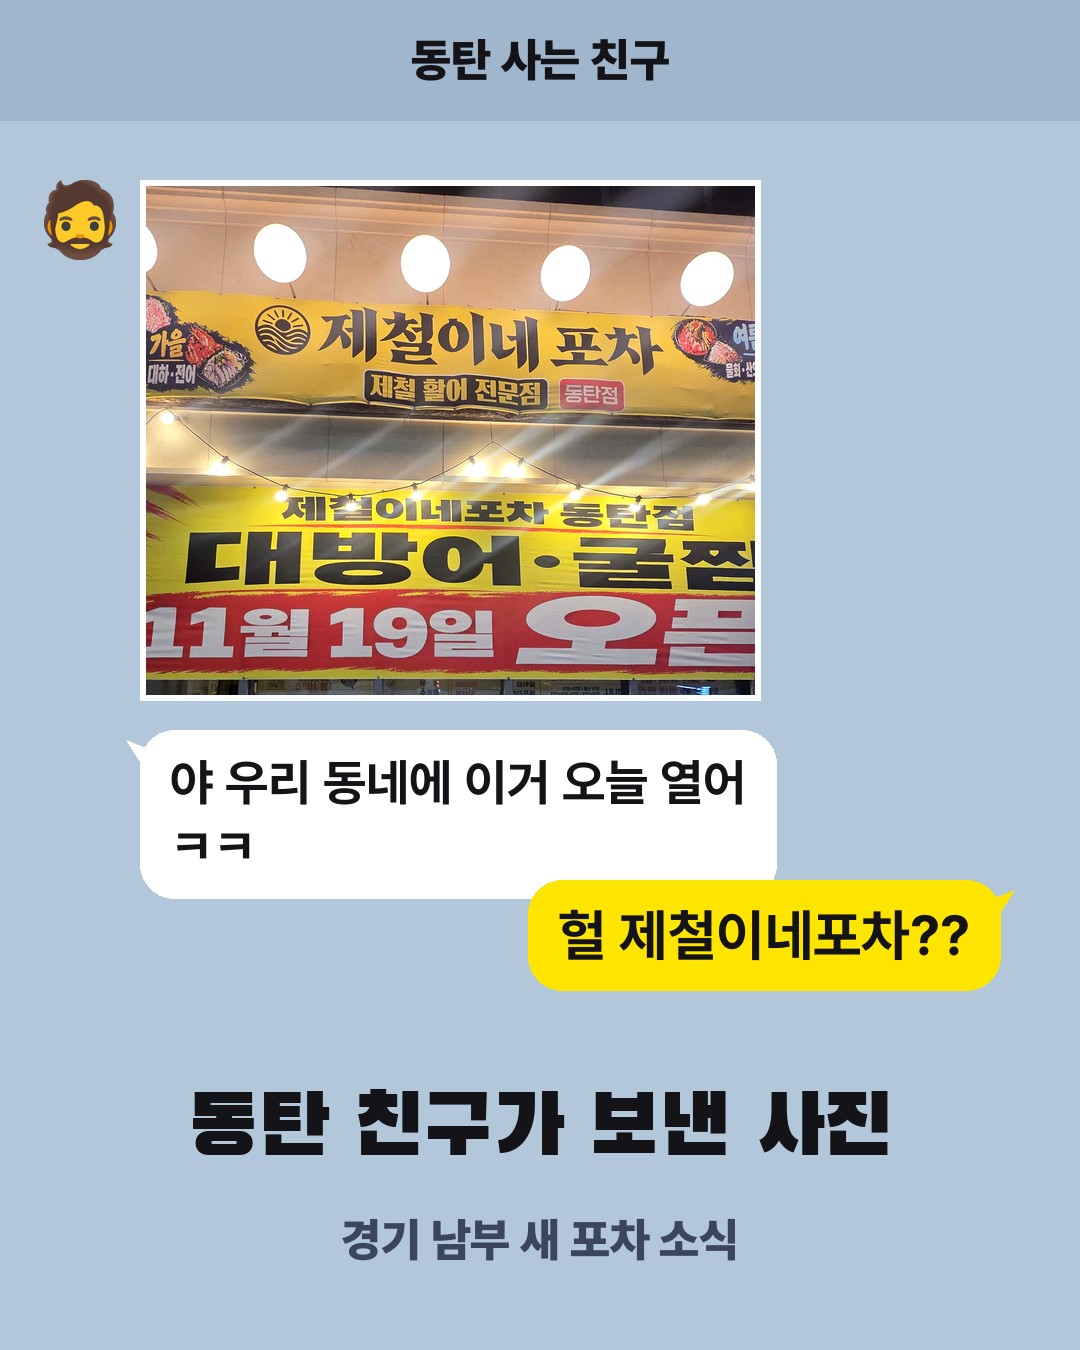 동탄 사는 친구
제철이네 포차
가을
대하·전어
제철 활어 전문점
동탄점
제철이네포차 동탄점
대방어·굴찜
11월 19일 오픈
야 우리 동네에 이거 오늘 열어
ㅋㅋ
헐 제철이네포차??
동탄 친구가 보낸 사진
경기 남부 새 포차 소식